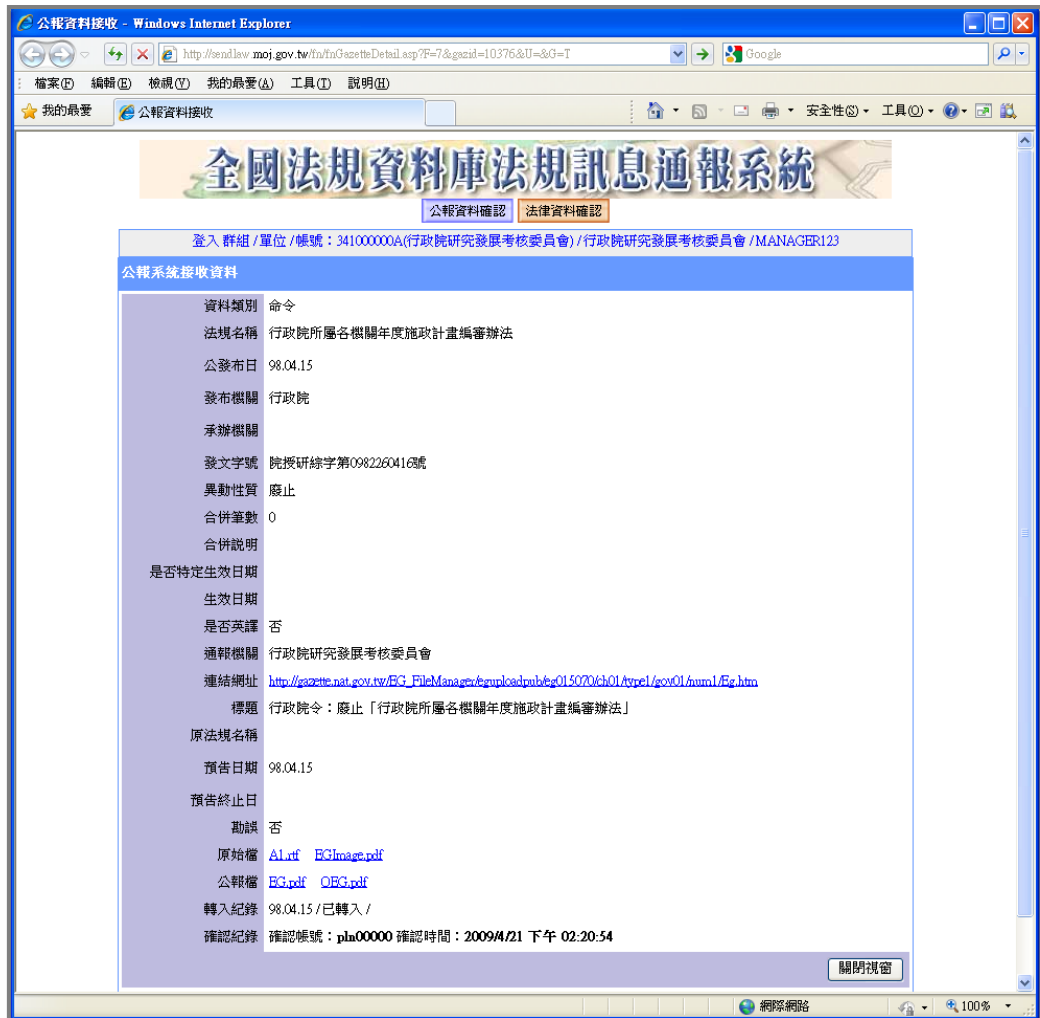 公報資料接收 - Windows Internet Explorer
http://sendlaw.moj.gov.tw/fn/fnGazetteDetail.asp?F=7&gazid=10376&U=&G=T
Google
檔案(F) 編輯(E) 檢視(V) 我的最愛(A) 工具(T) 說明(H)
我的最愛 公報資料接收 安全性(S) 工具(O)
全國法規資料庫法規訊息通報系統
公報資料確認 法律資料確認
登入 群組 / 單位 / 帳號：341000000A(行政院研究發展考核委員會) / 行政院研究發展考核委員會 / MANAGER123
公報系統接收資料
資料類別 命令
法規名稱 行政院所屬各機關年度施政計畫編審辦法
公發布日 98.04.15
發布機關 行政院
承辦機關
發文字號 院授研綜字第0982260416號
異動性質 廢止
合併筆數 0
合併說明
是否特定生效日期
生效日期
是否英譯 否
通報機關 行政院研究發展考核委員會
連結網址 http://gazette.nat.gov.tw/EG_FileManager/eguploadpub/eg015070/ch01/type1/gov01/num1/Eg.htm
標題 行政院令：廢止「行政院所屬各機關年度施政計畫編審辦法」
原法規名稱
預告日期 98.04.15
預告終止日
勘誤 否
原始檔 A1.rtf EGImage.pdf
公報檔 EG.pdf OEG.pdf
轉入紀錄 98.04.15 / 已轉入 /
確認紀錄 確認帳號：pln00000 確認時間：2009/4/21 下午 02:20:54
關閉視窗
網際網路 100%